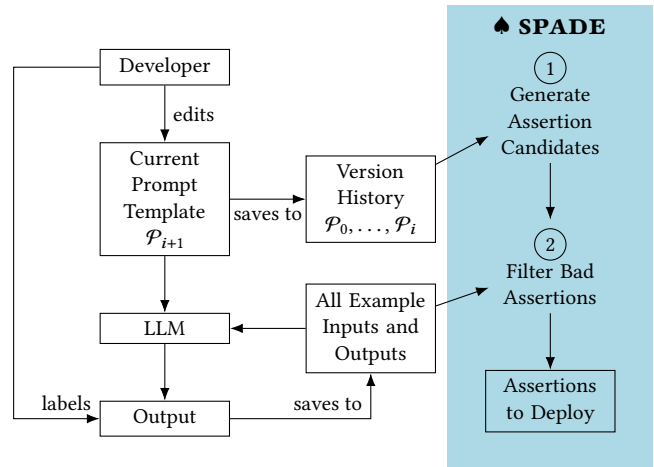 ♠ SPADE
Developer
1
Generate
Assertion
Candidates
edits
Current
Prompt
Template
𝒫i+1
saves to
Version
History
𝒫0, . . . , 𝒫i
2
Filter Bad
Assertions
All Example
Inputs and
Outputs
LLM
labels
Output
saves to
Assertions
to Deploy